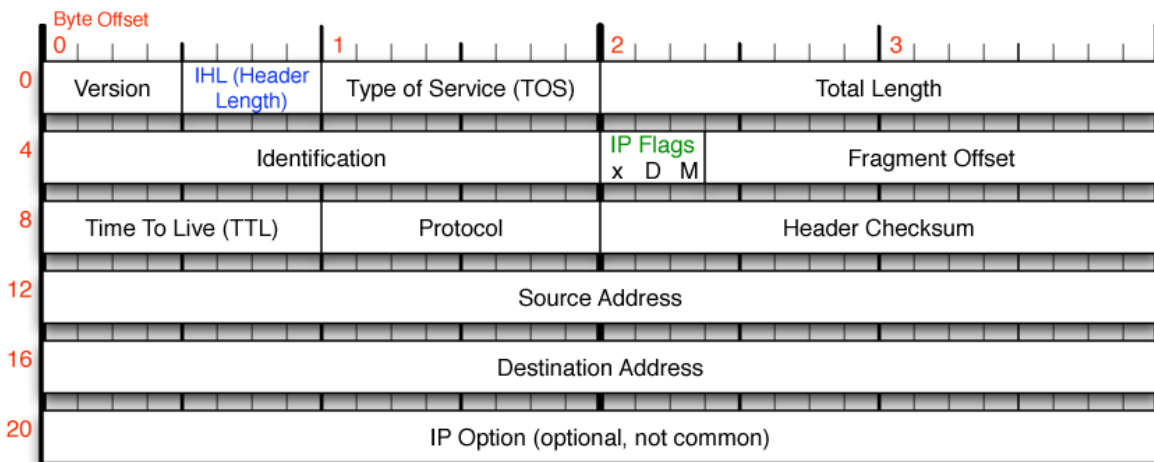 Byte Offset
0 1 2 3
0 Version IHL (Header Length) Type of Service (TOS) Total Length
4 Identification IP Flags Fragment Offset
x D M
8 Time To Live (TTL) Protocol Header Checksum
12 Source Address
16 Destination Address
20 IP Option (optional, not common)